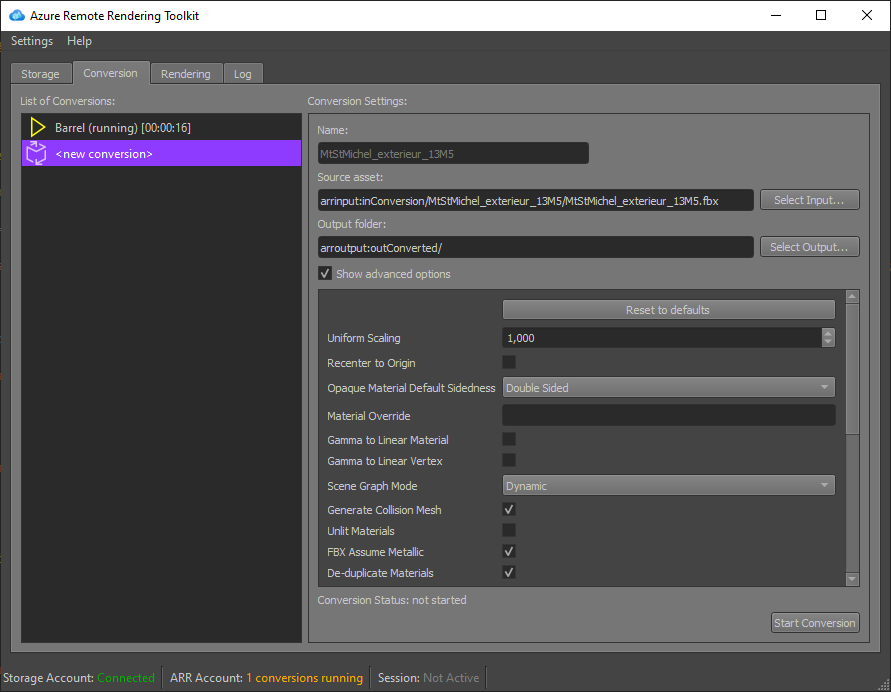 Azure Remote Rendering Toolkit
Settings Help
Storage Conversion Rendering Log
List of Conversions:
Barrel (running) [00:00:16]
<new conversion>
Conversion Settings:
Name:
MtStMichel_exterieur_13M5
Source asset:
arrinput:inConversion/MtStMichel_exterieur_13M5/MtStMichel_exterieur_13M5.fbx
Select Input...
Output folder:
arroutput:outConverted/
Select Output...
Show advanced options
Reset to defaults
Uniform Scaling 1,000
Recenter to Origin
Opaque Material Default Sidedness Double Sided
Material Override
Gamma to Linear Material
Gamma to Linear Vertex
Scene Graph Mode Dynamic
Generate Collision Mesh
Unlit Materials
FBX Assume Metallic
De-duplicate Materials
Conversion Status: not started
Start Conversion
Storage Account: Connected ARR Account: 1 conversions running Session: Not Active